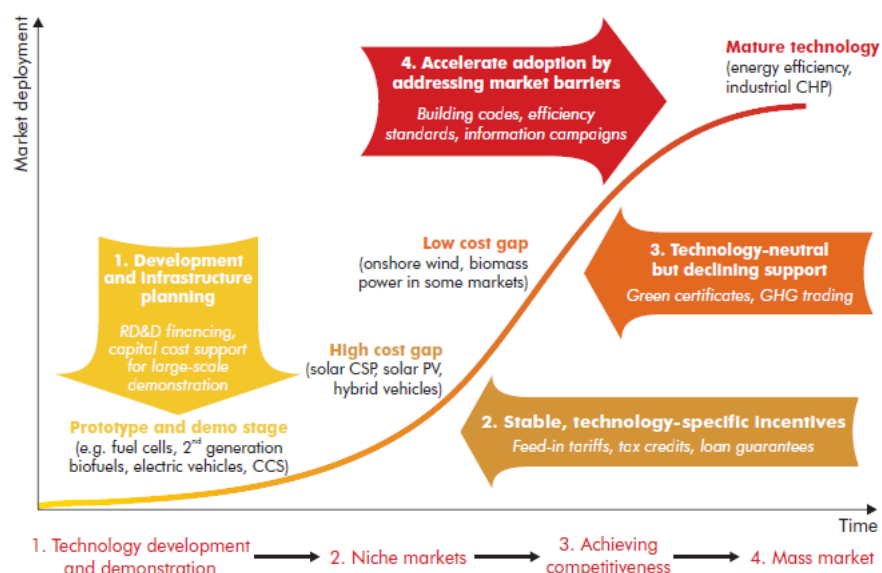 Market deployment
4. Accelerate adoption by
addressing market barriers
Building codes, efficiency
standards, information campaigns
Mature technology
(energy efficiency,
industrial CHP)
1. Development
and infrastructure
planning
RD&D financing,
capital cost support
for large-scale
demonstration
Low cost gap
(onshore wind, biomass
power in some markets)
3. Technology-neutral
but declining support
Green certificates, GHG trading
High cost gap
(solar CSP, solar PV,
hybrid vehicles)
Prototype and demo stage
(e.g. fuel cells, 2nd generation
biofuels, electric vehicles, CCS)
2. Stable, technology-specific incentives
Feed-in tariffs, tax credits, loan guarantees
Time
1. Technology development
and demonstration
2. Niche markets
3. Achieving
competitiveness
4. Mass market